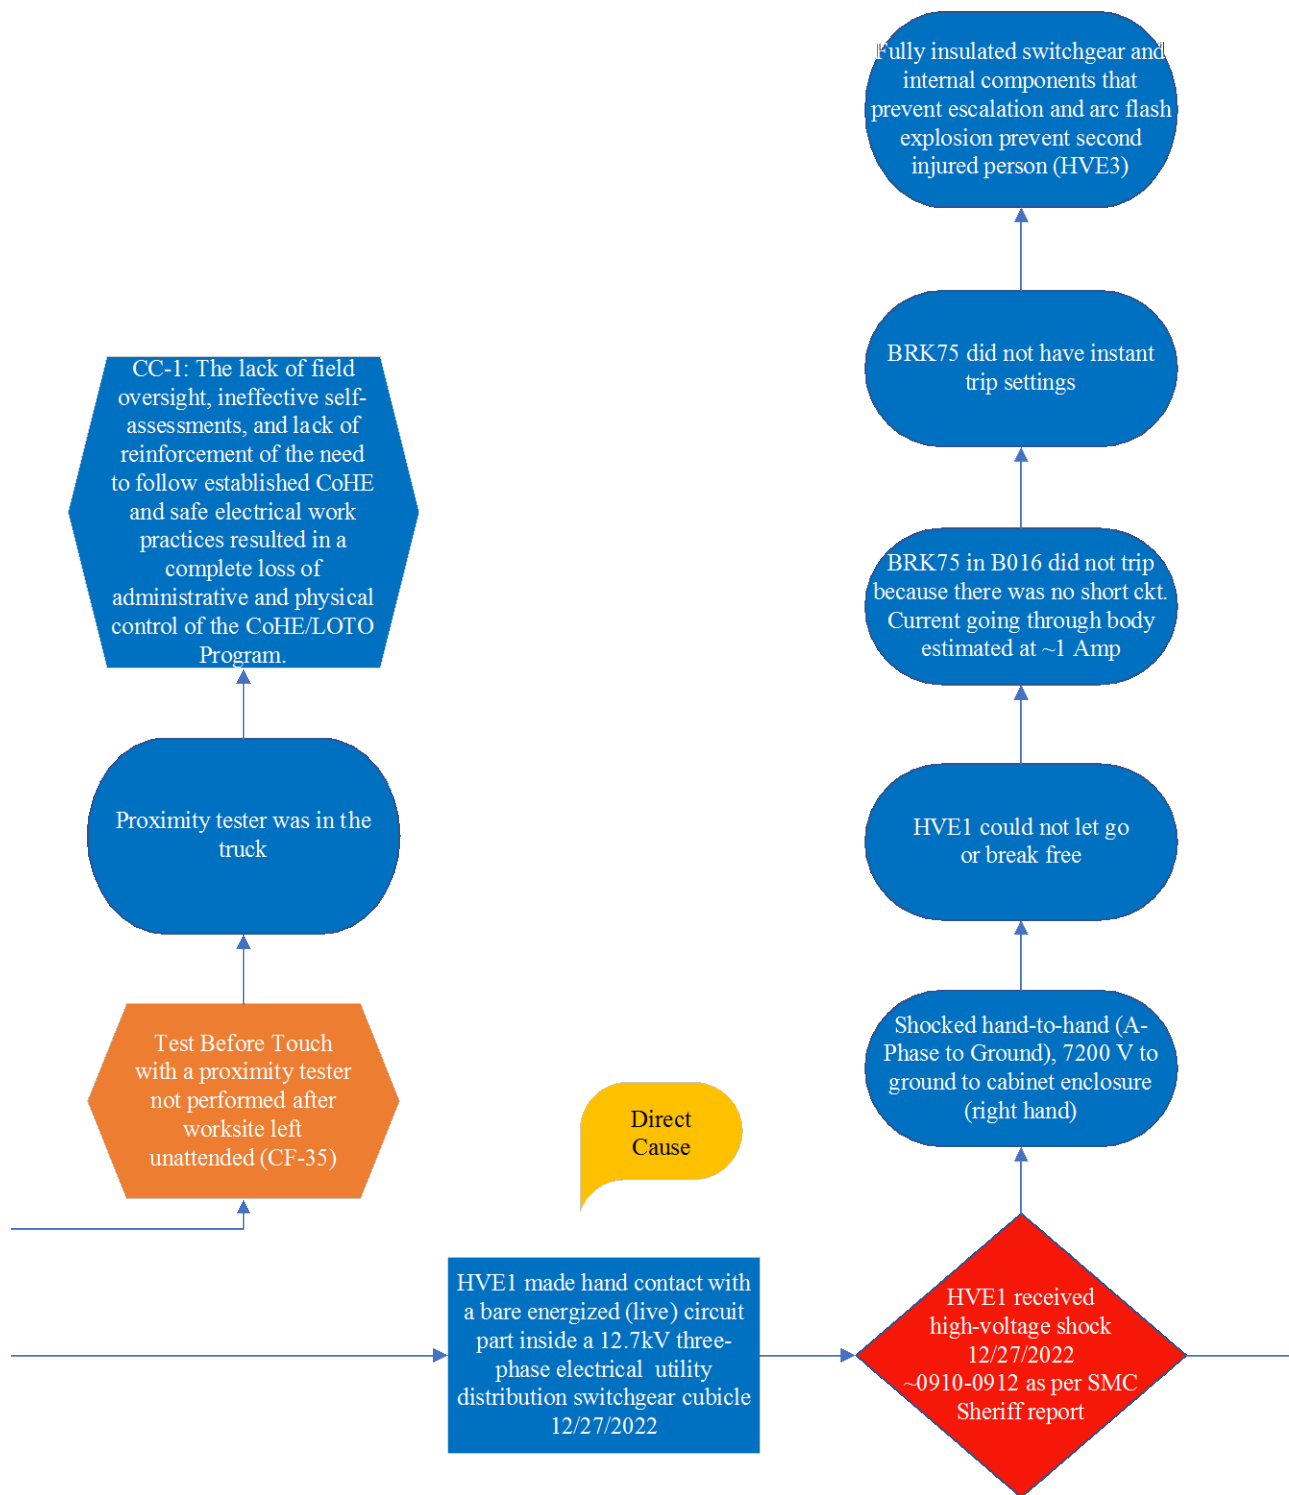 Fully insulated switchgear and
internal components that
prevent escalation and arc flash
explosion prevent second
injured person (HVE3)
BRK75 did not have instant
trip settings
CC-1: The lack of field
oversight, ineffective self-
assessments, and lack of
reinforcement of the need
to follow established CoHE
and safe electrical work
practices resulted in a
complete loss of
administrative and physical
control of the CoHE/LOTO
Program.
BRK75 in B016 did not trip
because there was no short ckt.
Current going through body
estimated at ~1 Amp
Proximity tester was in the
truck
HVE1 could not let go
or break free
Test Before Touch
with a proximity tester
not performed after
worksite left
unattended (CF-35)
Shocked hand-to-hand (A-
Phase to Ground), 7200 V to
ground to cabinet enclosure
(right hand)
Direct
Cause
HVE1 made hand contact with
a bare energized (live) circuit
part inside a 12.7kV three-
phase electrical utility
distribution switchgear cubicle
12/27/2022
HVE1 received
high-voltage shock
12/27/2022
~0910-0912 as per SMC
Sheriff report